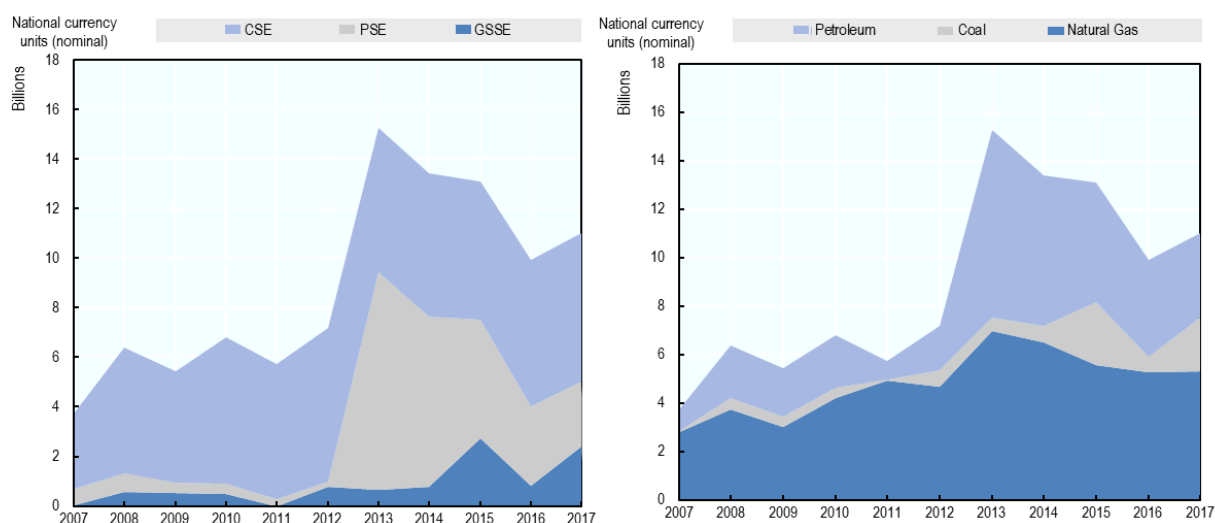 National currency
units (nominal)
CSE PSE GSSE
Billions
18
16
14
12
10
8
6
4
2
0
2007 2008 2009 2010 2011 2012 2013 2014 2015 2016 2017
National currency
units (nominal)
Petroleum Coal Natural Gas
Billions
18
16
14
12
10
8
6
4
2
0
2007 2008 2009 2010 2011 2012 2013 2014 2015 2016 2017